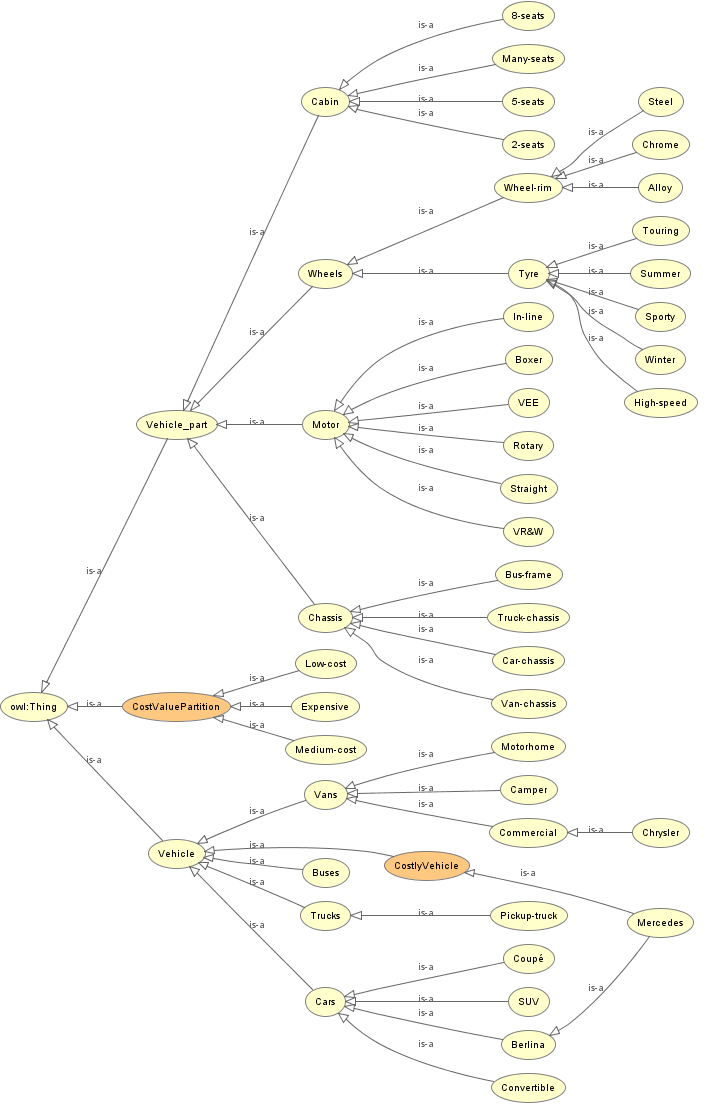 8-seats
is-a
Many-seats
is-a
Cabin
is-a
5-seats
Steel
is-a
2-seats
is-a
Chrome
is-a
Wheel-rim
is-a
Alloy
is-a
Touring
is-a
is-a
Wheels
is-a
Tyre
is-a
Summer
is-a
Sporty
In-line
is-a
is-a
is-a
Winter
Boxer
is-a
VEE
High-speed
is-a
Vehicle_part
is-a
Motor
is-a
Rotary
is-a
Straight
is-a
is-a
VR&W
is-a
Bus-frame
is-a
Chassis
is-a
Truck-chassis
is-a
Car-chassis
is-a
Low-cost
is-a
Van-chassis
owl:Thing
is-a
CostValuePartition
is-a
Expensive
is-a
Medium-cost
Motorhome
is-a
is-a
Vans
is-a
Camper
is-a
is-a
Commercial
is-a
Chrysler
Vehicle
is-a
CostlyVehicle
is-a
Buses
is-a
is-a
Trucks
is-a
Pickup-truck
Mercedes
is-a
Coupé
is-a
is-a
Cars
is-a
SUV
is-a
Berlina
is-a
Convertible